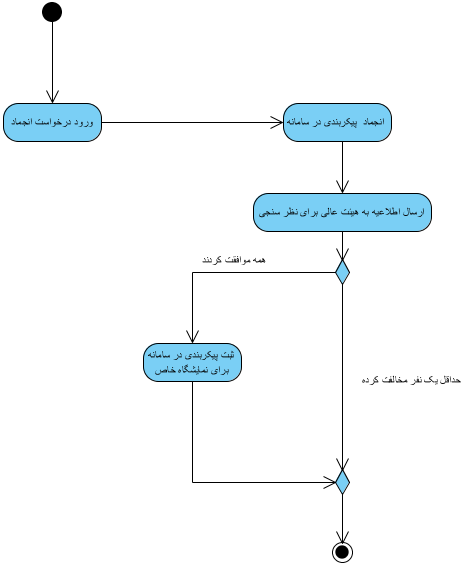 ورود درخواست انجماد
انجماد پیکربندی در سامانه
ارسال اطلاعیه به هیئت عالی برای نظر سنجی
همه موافقت کردند
ثبت پیکربندی در سامانه
برای نمایشگاه خاص
حداقل یک نفر مخالفت کرده